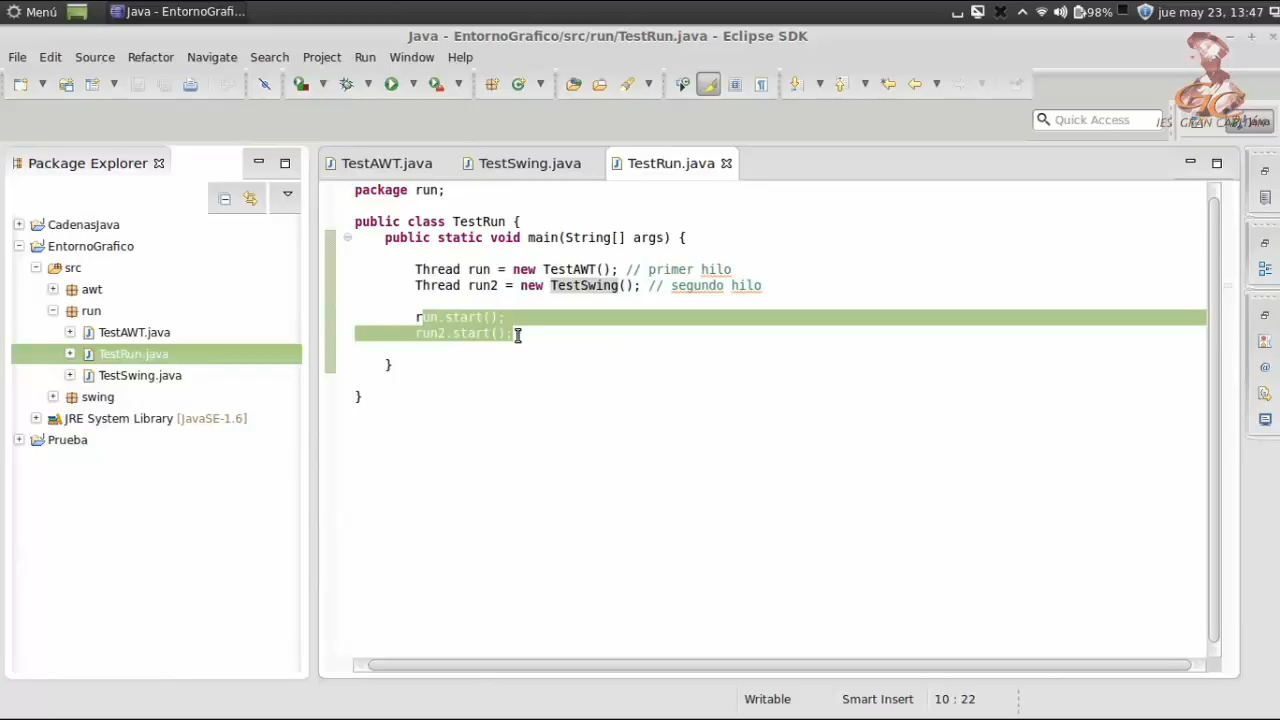 Menú
Java - EntornoGrafi...
98%
jue may 23, 13:47
Java - EntornoGrafico/src/run/TestRun.java - Eclipse SDK
File Edit Source Refactor Navigate Search Project Run Window Help
Quick Access
IES GRAN CAPITÁN
Java
Package Explorer
TestAWT.java
TestSwing.java
TestRun.java
CadenasJava
EntornoGrafico
src
awt
run
TestAWT.java
TestRun.java
TestSwing.java
swing
JRE System Library [JavaSE-1.6]
Prueba
package run;
public class TestRun {
public static void main(String[] args) {
Thread run = new TestAWT(); // primer hilo
Thread run2 = new TestSwing(); // segundo hilo
run.start();
run2.start();
}
}
Writable
Smart Insert
10 : 22